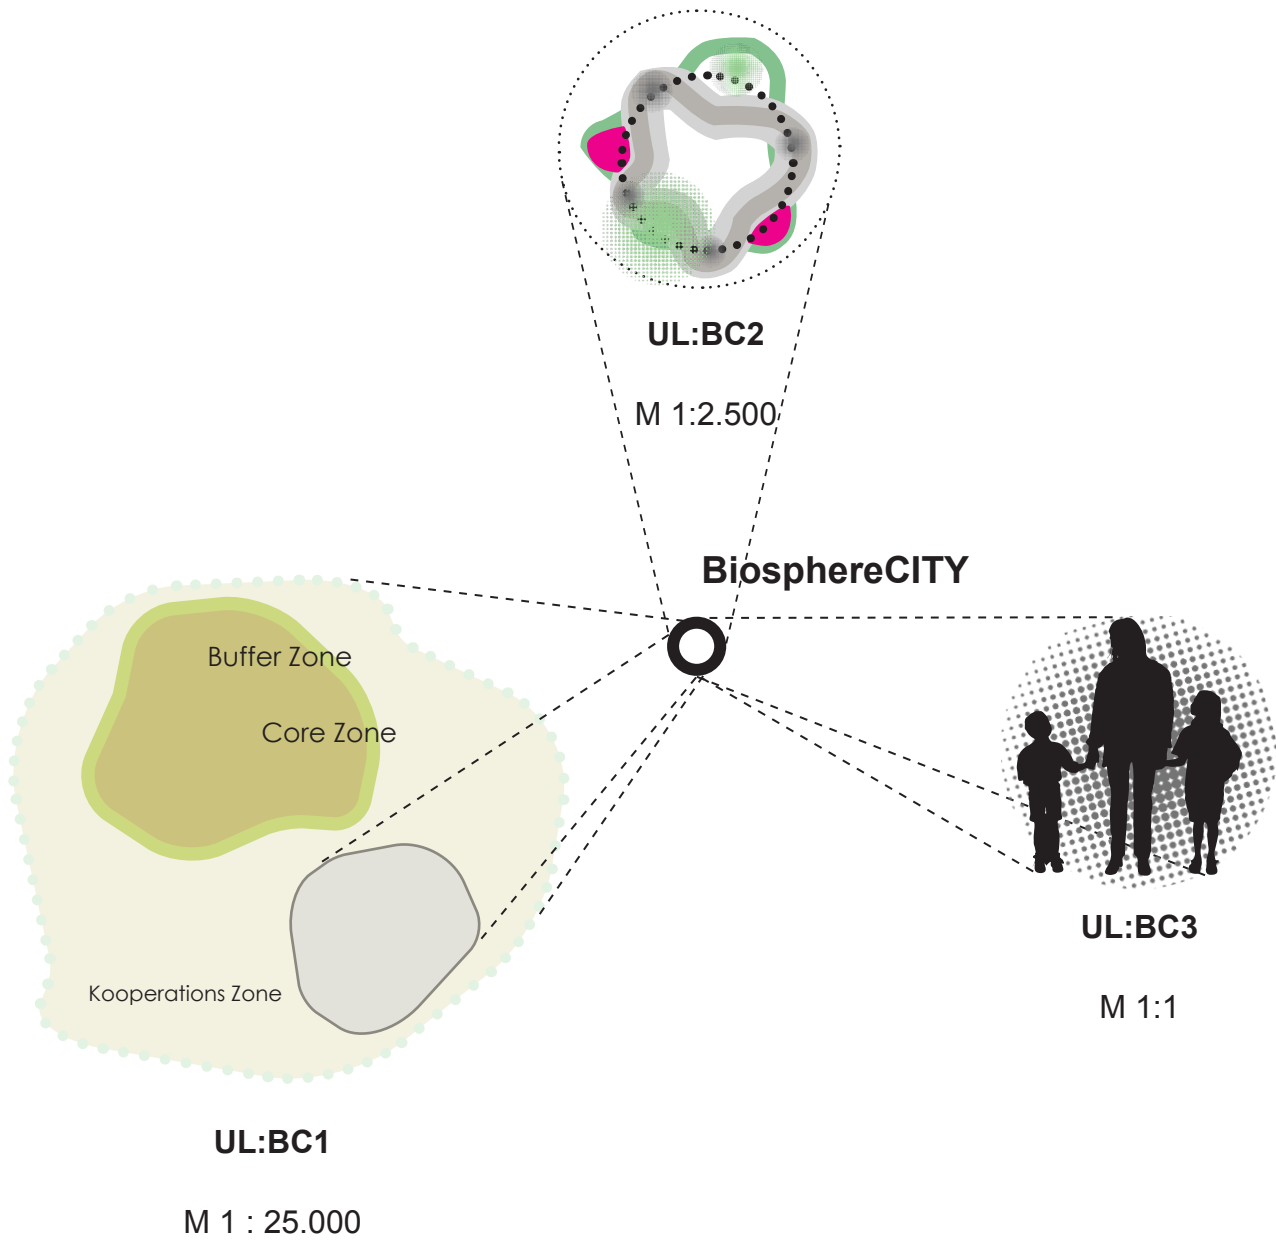 UL:BC2
M 1:2.500
BiosphereCITY
Buffer Zone
Core Zone
Kooperations Zone
UL:BC3
M 1:1
UL:BC1
M 1 : 25.000